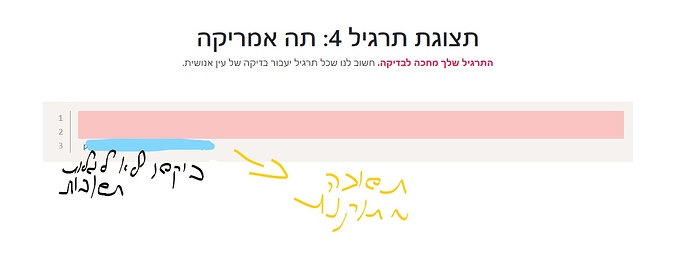 תצוגת תרגיל 4: תה אמריקה
התרגיל שלך מחכה לבדיקה. חשוב לנו שכל תרגיל יעבור בדיקה של עין אנושית.
1
2
3
ביקשו לא לגלות
תשובות
תשובה
מתוקנת